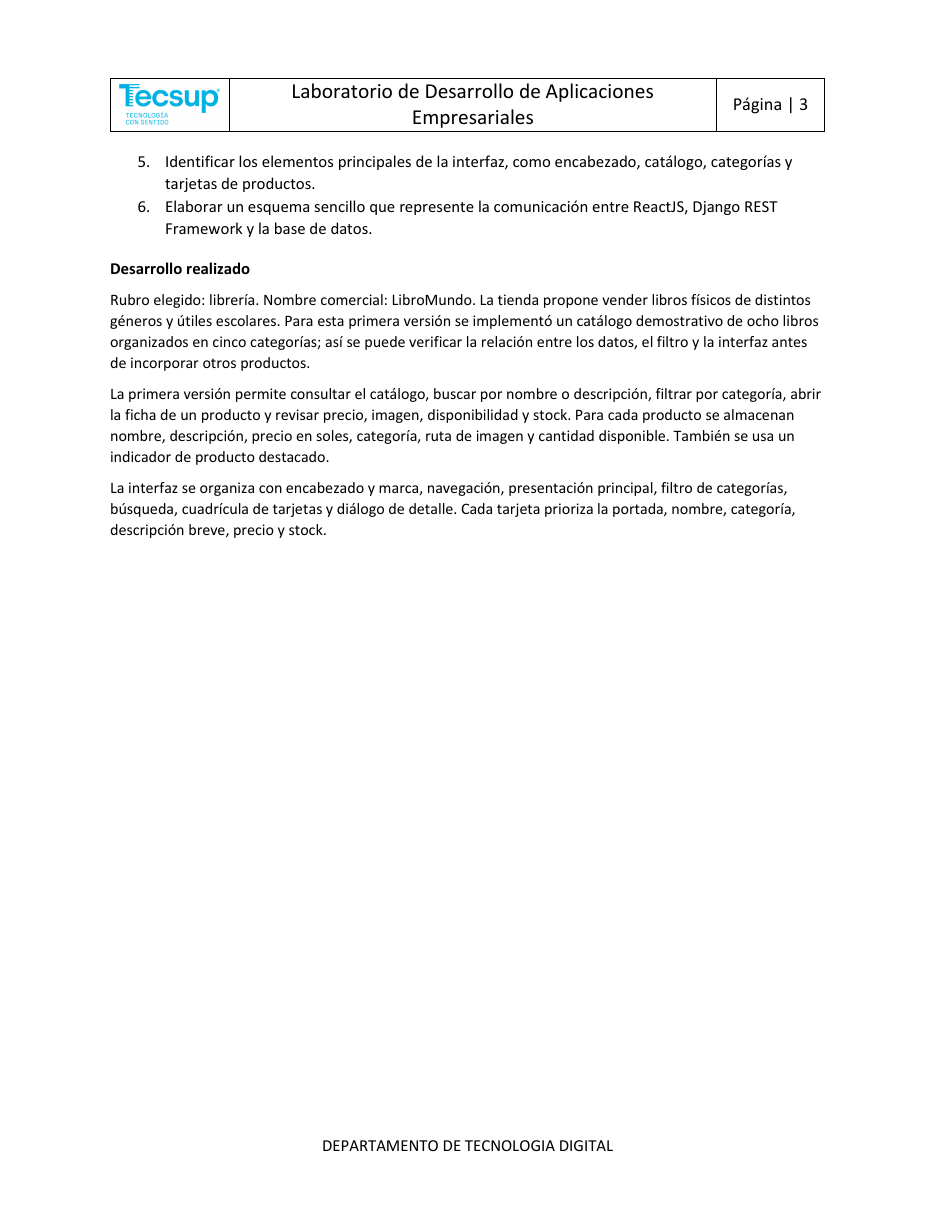 Tecsup
TECNOLOGÍA
CON SENTIDO
Laboratorio de Desarrollo de Aplicaciones
Empresariales
Página | 3
5. Identificar los elementos principales de la interfaz, como encabezado, catálogo, categorías y
tarjetas de productos.
6. Elaborar un esquema sencillo que represente la comunicación entre ReactJS, Django REST
Framework y la base de datos.
Desarrollo realizado
Rubro elegido: librería. Nombre comercial: LibroMundo. La tienda propone vender libros físicos de distintos
géneros y útiles escolares. Para esta primera versión se implementó un catálogo demostrativo de ocho libros
organizados en cinco categorías; así se puede verificar la relación entre los datos, el filtro y la interfaz antes
de incorporar otros productos.
La primera versión permite consultar el catálogo, buscar por nombre o descripción, filtrar por categoría, abrir
la ficha de un producto y revisar precio, imagen, disponibilidad y stock. Para cada producto se almacenan
nombre, descripción, precio en soles, categoría, ruta de imagen y cantidad disponible. También se usa un
indicador de producto destacado.
La interfaz se organiza con encabezado y marca, navegación, presentación principal, filtro de categorías,
búsqueda, cuadrícula de tarjetas y diálogo de detalle. Cada tarjeta prioriza la portada, nombre, categoría,
descripción breve, precio y stock.
DEPARTAMENTO DE TECNOLOGIA DIGITAL